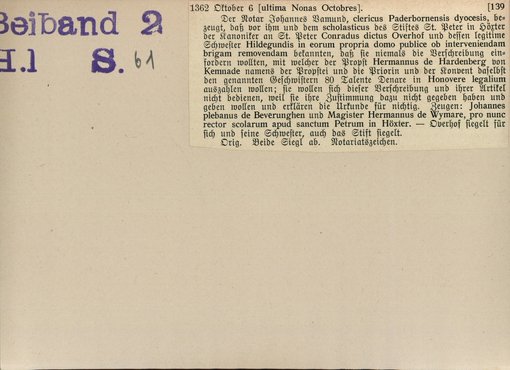 Beiband 2
H.1 S. 61
1362 Oktober 6 [ultima Nonas Octobres]. [139
Der Notar Johannes Vamund, clericus Paderbornensis dyocesis, be-
zeugt, daß vor ihm und dem scholasticus des Stiftes St. Peter in Höxter
der Kanoniker an St. Peter Conradus dictus Overhof und dessen legitime
Schwester Hildegundis in eorum propria domo publice ob interveniendam
brigam removendam bekannten, daß sie niemals die Verschreibung ein-
fordern wollten, mit welcher der Propst Hermannus de Hardenberg von
Kemnade namens der Propstei und die Priorin und der Konvent daselbst
den genannten Geschwistern 80 Talente Denare in Honovere legalium
auszahlen wollen; sie wollen sich dieser Verschreibung und ihrer Artikel
nicht bedienen, weil sie ihre Zustimmung dazu nicht gegeben haben und
geben wollen und erklären die Urkunde für nichtig. Zeugen: Johannes
plebanus de Beverunghen und Magister Hermannus de Wymare, pro nunc
rector scolarum apud sanctum Petrum in Höxter. — Overhof siegelt für
sich und seine Schwester, auch das Stift siegelt.
Orig. Beide Siegl ab. Notariatszeichen.